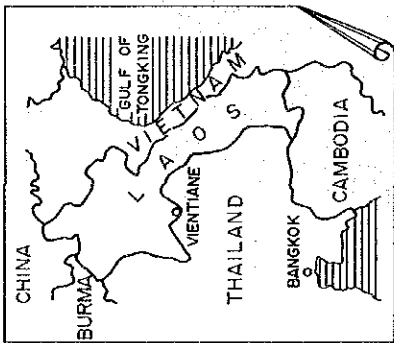 CHINA
BURMA
GULF OF
TONGKING
VIETNAM
LAOS
VIENTIANE
THAILAND
BANGKOK
CAMBODIA